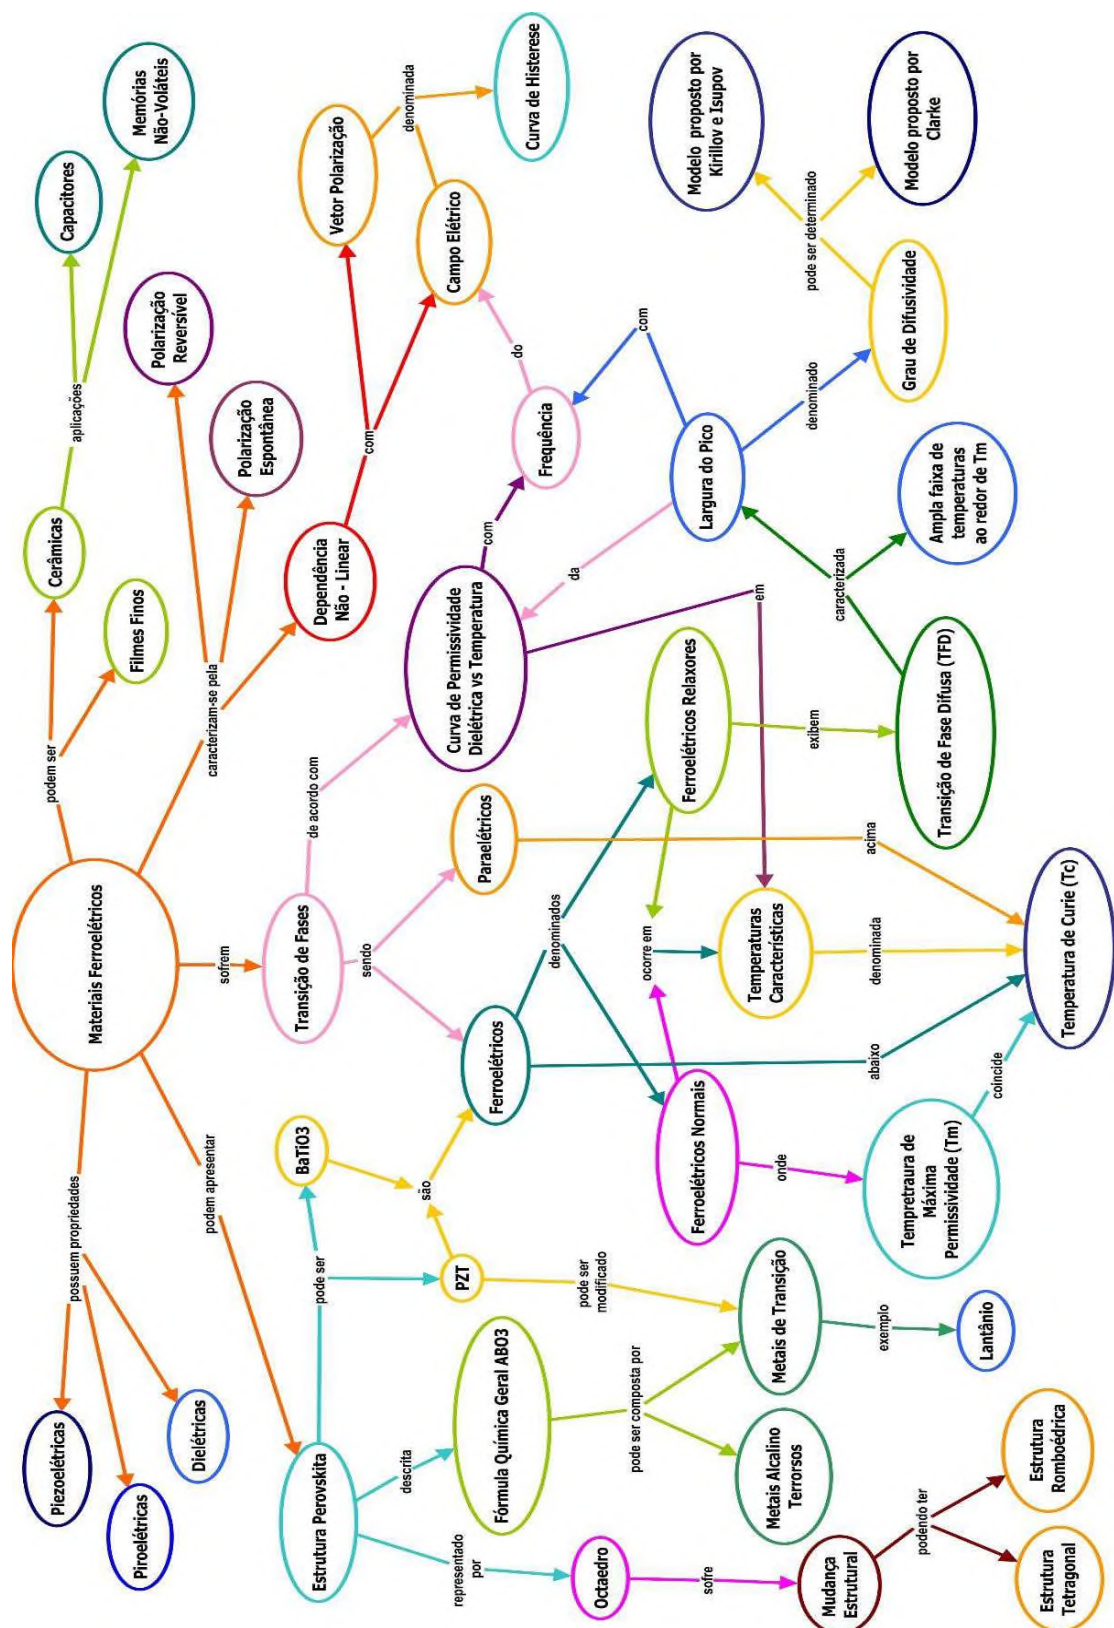 Piezoelétricas
Piroelétricas
Dielétricas
possuem propriedades
Materiais Ferroelétricos
podem ser
Cerâmicas
Filmes Finos
aplicações
Capacitores
Memórias
Não-Voláteis
podem apresentar
sofrem
caracterizam-se pela
Polarização
Reversível
Polarização
Espontânea
Dependência
Não - Linear
com
Vetor Polarização
Campo Elétrico
denominada
Curva de Histerese
Estrutura Perovskita
pode ser
BaTiO3
PZT
são
Transição de Fases
sendo
de acordo com
Ferroelétricos
Paraelétricos
Curva de Permissividade
Dielétrica vs Temperatura
com
Frequência
do
representado
por
descrita
Fórmula Química Geral ABO3
Octaedro
sofre
pode ser composta por
pode ser
modificado
Metais Alcalino
Terrorsos
Metais de Transição
exemplo
Lantânio
Mudança
Estrutural
podendo ter
Estrutura
Tetragonal
Estrutura
Romboédrica
denominados
Ferroelétricos Normais
ocorre em
Ferroelétricos Relaxores
da
Largura do Pico
com
em
onde
Temperaturas
Características
exibem
denominado
Grau de Difusividade
pode ser determinado
Modelo proposto por
Kirillov e Isupov
Modelo proposto por
Clarke
Tempretraura de
Máxima
Permissividade (Tm)
abaixo
denominada
acima
coincide
Temperatura de Curie (Tc)
Transição de Fase Difusa (TFD)
caracterizada
Ampla faixa de
temperaturas
ao redor de Tm